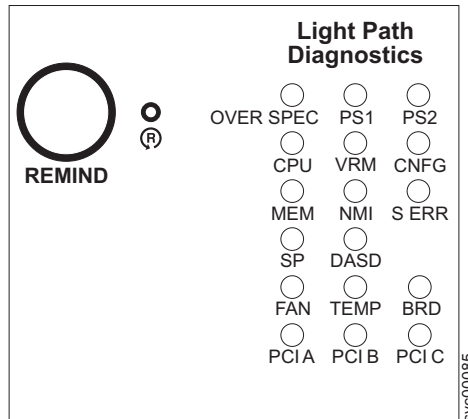 Light Path
Diagnostics
OVER SPEC PS1 PS2
R
REMIND
CPU VRM CNFG
MEM NMI S ERR
SP DASD
FAN TEMP BRD
PCI A PCI B PCI C